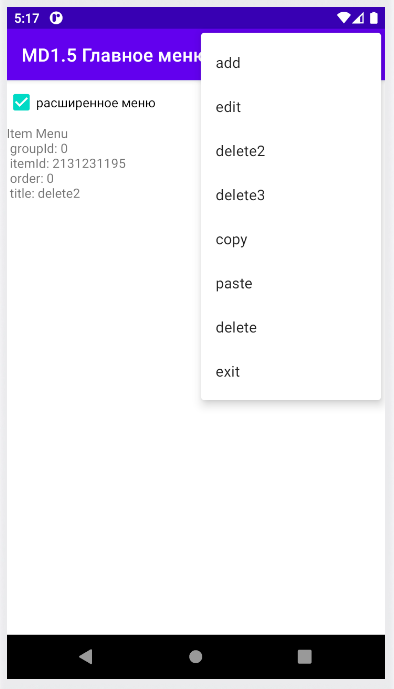 5:17
MD1.5 Главное меню
расширенное меню
Item Menu
groupId: 0
itemId: 2131231195
order: 0
title: delete2
add
edit
delete2
delete3
copy
paste
delete
exit